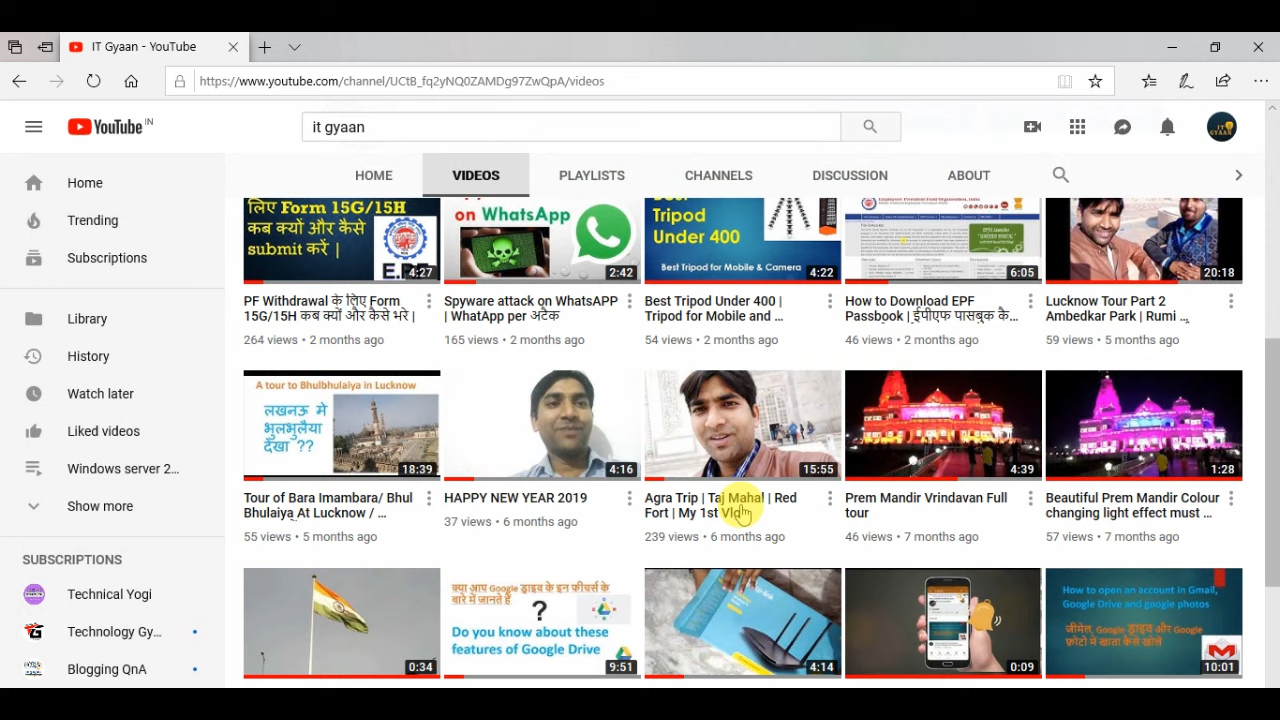 IT Gyaan - YouTube
https://www.youtube.com/channel/UCtB_fq2yNQ0ZAMDg97ZwQpA/videos
YouTube IN
it gyaan
HOME VIDEOS PLAYLISTS CHANNELS DISCUSSION ABOUT
Home
Trending
Subscriptions
Library
History
Watch later
Liked videos
Windows server 2...
Show more
SUBSCRIPTIONS
Technical Yogi
Technology Gy...
Blogging QnA
लिए Form 15G/15H
कब क्यों और कैसे
submit करें |
4:27
PF Withdrawal के लिए Form
15G/15H कब क्यों और कैसे भरे |
264 views • 2 months ago
on WhatsApp
2:42
Spyware attack on WhatsAPP
| WhatApp per अटैक
165 views • 2 months ago
Best
Tripod
Under 400
Best Tripod for Mobile & Camera
4:22
Best Tripod Under 400 |
Tripod for Mobile and ...
54 views • 2 months ago
6:05
How to Download EPF
Passbook | ईपीएफ पासबुक कै...
46 views • 2 months ago
20:18
Lucknow Tour Part 2
Ambedkar Park | Rumi ...
59 views • 5 months ago
A tour to Bhulbhulaiya in Lucknow
लखनऊ मे
भुलभुलैया
देखा ??
18:39
Tour of Bara Imambara/ Bhul
Bhulaiya At Lucknow / ...
55 views • 5 months ago
4:16
HAPPY NEW YEAR 2019
37 views • 6 months ago
15:55
Agra Trip | Taj Mahal | Red
Fort | My 1st Vlog
239 views • 6 months ago
4:39
Prem Mandir Vrindavan Full
tour
46 views • 7 months ago
1:28
Beautiful Prem Mandir Colour
changing light effect must ...
57 views • 7 months ago
0:34
क्या आप Google ड्राइव के इन फीचर्स के
बारे में जानते हैं
?
Do you know about these
features of Google Drive
9:51
4:14
0:09
How to open an account in Gmail,
Google Drive and google photos
जीमेल, Google ड्राइव और Google
फ़ोटो में खाता कैसे खोलें
10:01